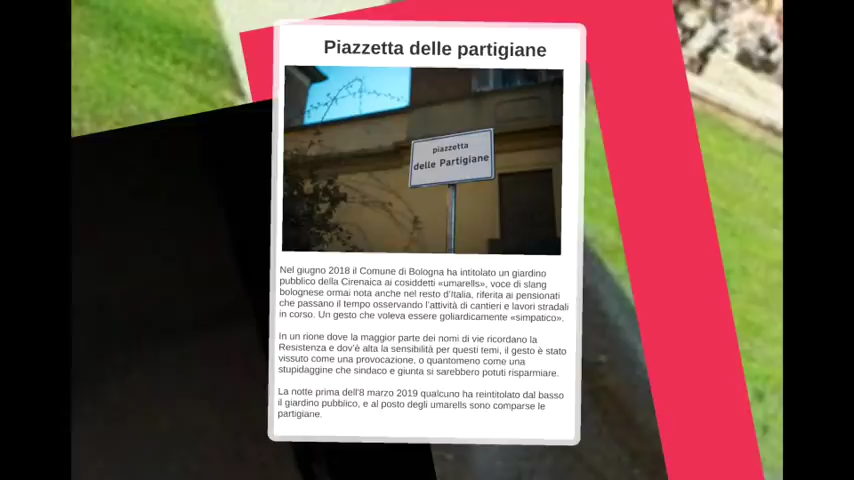 Piazzetta delle partigiane
piazzetta
delle Partigiane
Nel giugno 2018 il Comune di Bologna ha intitolato un giardino
pubblico della Cirenaica ai cosiddetti «umarells», voce di slang
bolognese ormai nota anche nel resto d'Italia, riferita ai pensionati
che passano il tempo osservando l'attività di cantieri e lavori stradali
in corso. Un gesto che voleva essere goliardicamente «simpatico».
In un rione dove la maggior parte dei nomi di vie ricordano la
Resistenza e dov'è alta la sensibilità per questi temi, il gesto è stato
vissuto come una provocazione, o quantomeno come una
stupidaggine che sindaco e giunta si sarebbero potuti risparmiare.
La notte prima dell'8 marzo 2019 qualcuno ha reintitolato dal basso
il giardino pubblico, e al posto degli umarells sono comparse le
partigiane.